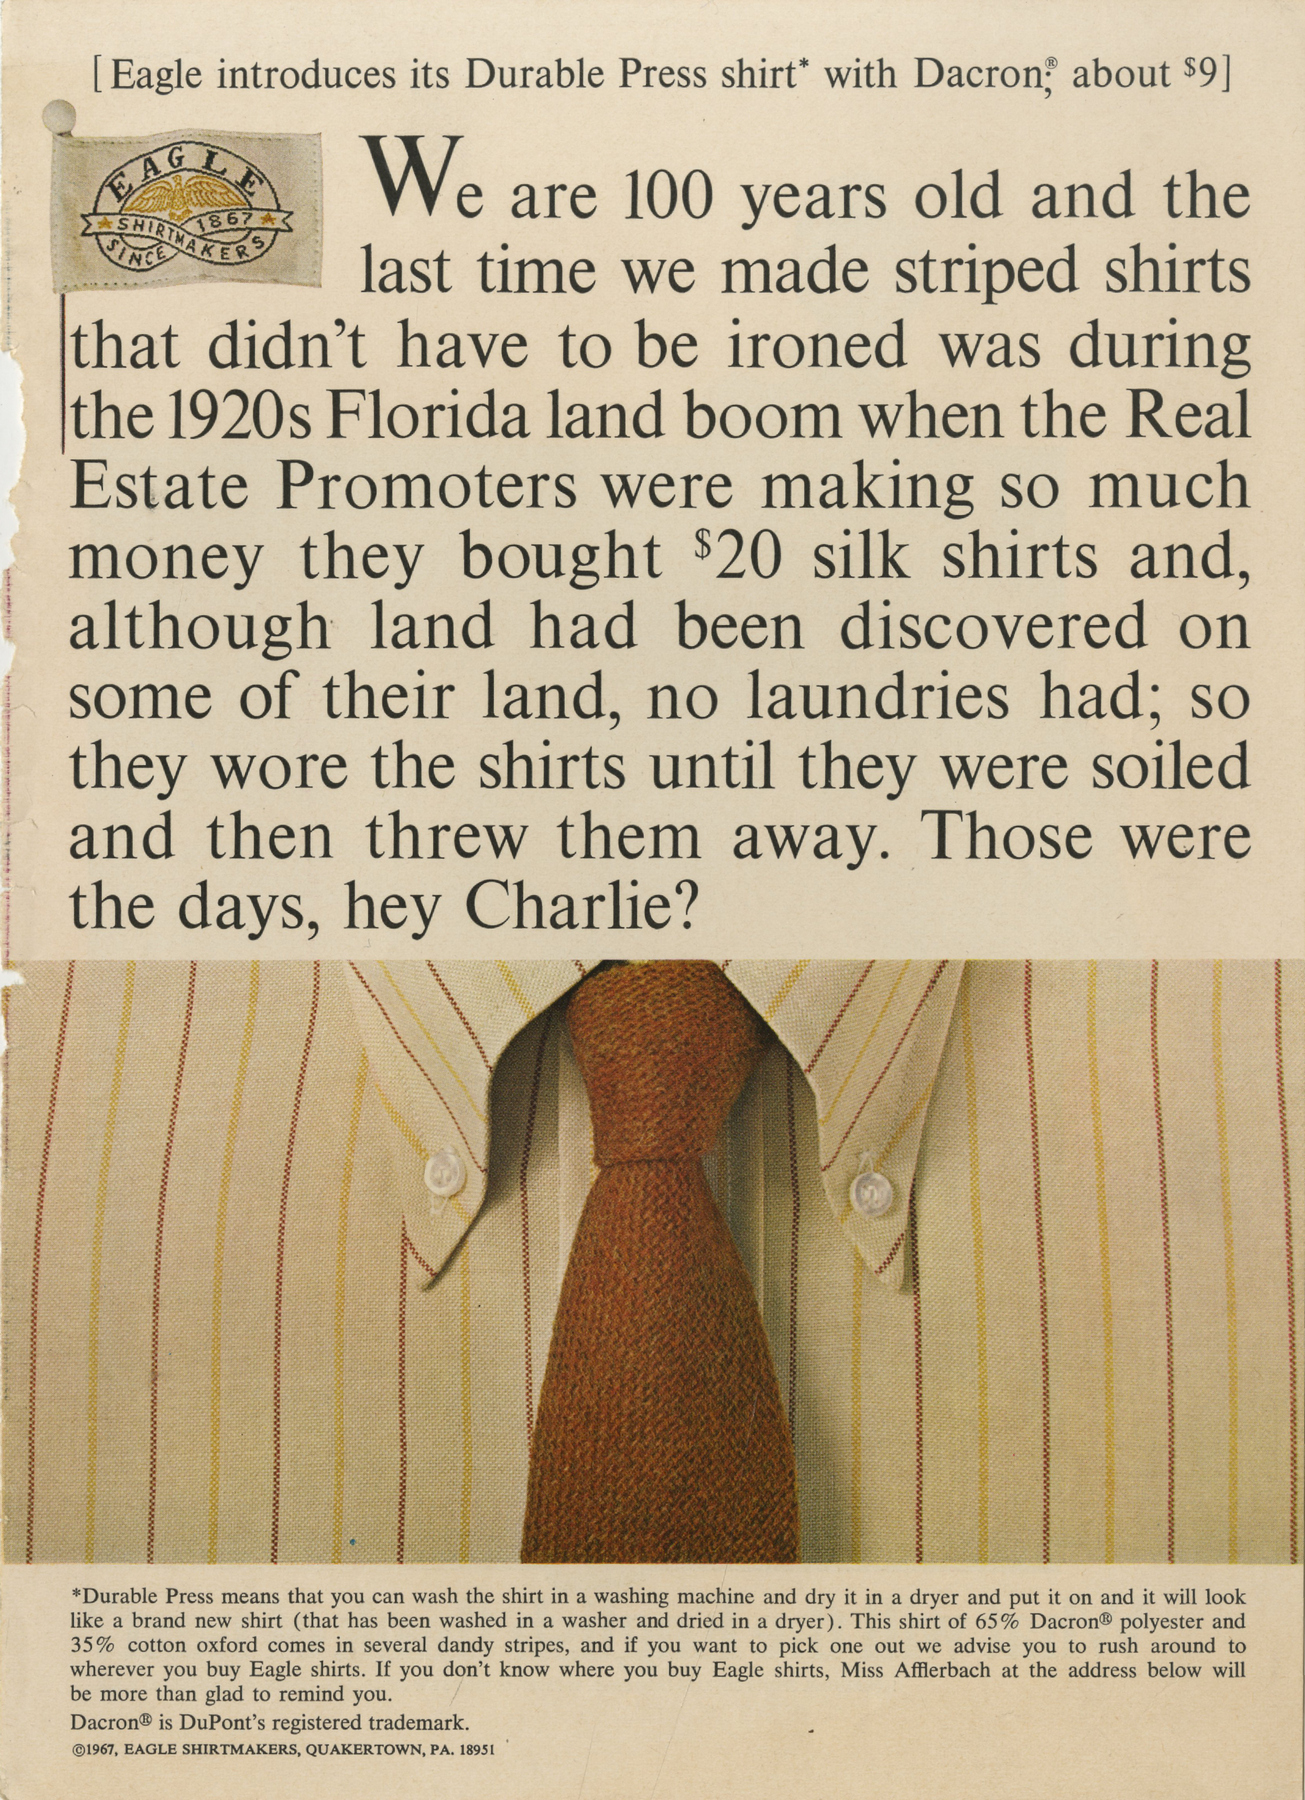 [Eagle introduces its Durable Press shirt* with Dacron,® about $9]
EAGLE
SHIRTMAKERS
SINCE 1867
We are 100 years old and the
last time we made striped shirts
that didn't have to be ironed was during
the 1920s Florida land boom when the Real
Estate Promoters were making so much
money they bought $20 silk shirts and,
although land had been discovered on
some of their land, no laundries had; so
they wore the shirts until they were soiled
and then threw them away. Those were
the days, hey Charlie?
*Durable Press means that you can wash the shirt in a washing machine and dry it in a dryer and put it on and it will look
like a brand new shirt (that has been washed in a washer and dried in a dryer). This shirt of 65% Dacron® polyester and
35% cotton oxford comes in several dandy stripes, and if you want to pick one out we advise you to rush around to
wherever you buy Eagle shirts. If you don't know where you buy Eagle shirts, Miss Afflerbach at the address below will
be more than glad to remind you.
Dacron® is DuPont's registered trademark.
©1967, EAGLE SHIRTMAKERS, QUAKERTOWN, PA. 18951